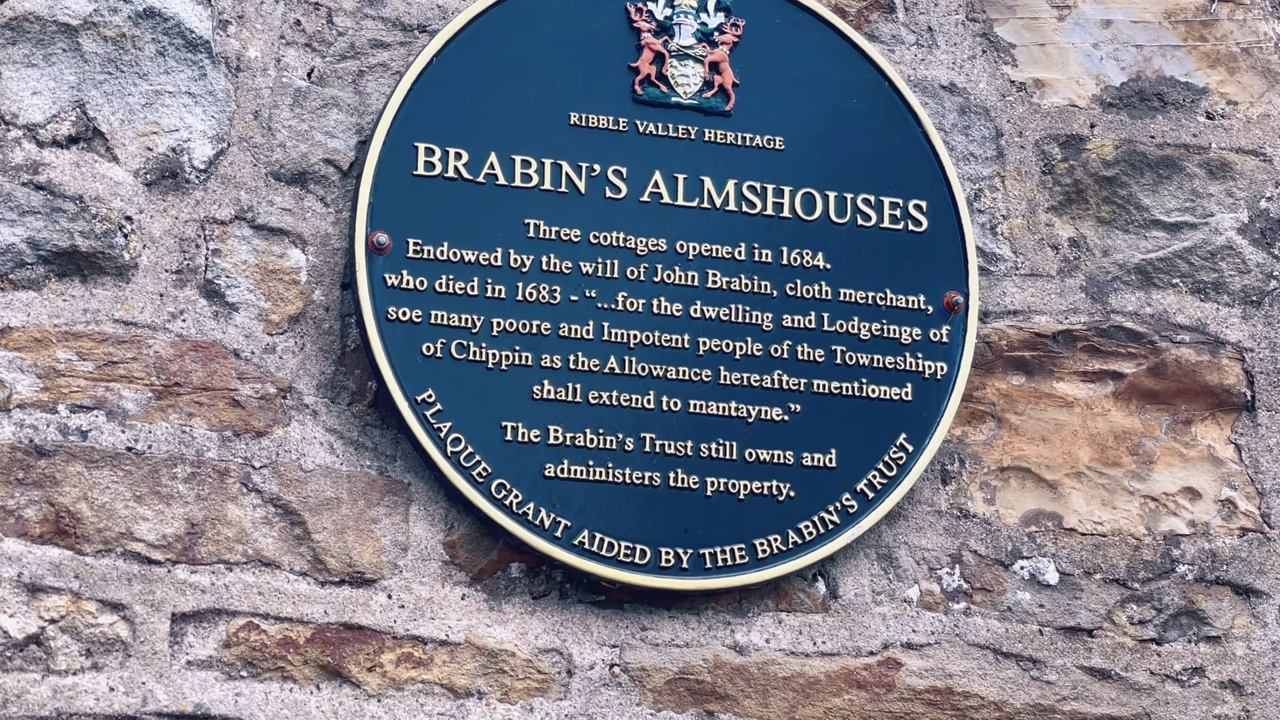 RIBBLE VALLEY HERITAGE
BRABIN'S ALMSHOUSES
Three cottages opened in 1684.
Endowed by the will of John Brabin, cloth merchant,
who died in 1683 - "...for the dwelling and Lodgeinge of
soe many poore and Impotent people of the Towneshipp
of Chippin as the Allowance hereafter mentioned
shall extend to mantayne."
The Brabin's Trust still owns and
administers the property.
PLAQUE GRANT AIDED BY THE BRABIN'S TRUST